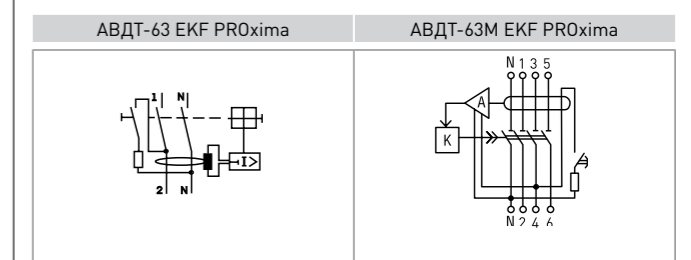 АВДТ-63 EKF PROxima
АВДТ-63М EKF PROxima
1 N
I>
2 N
N 1 3 5
A
K
N 2 4 6